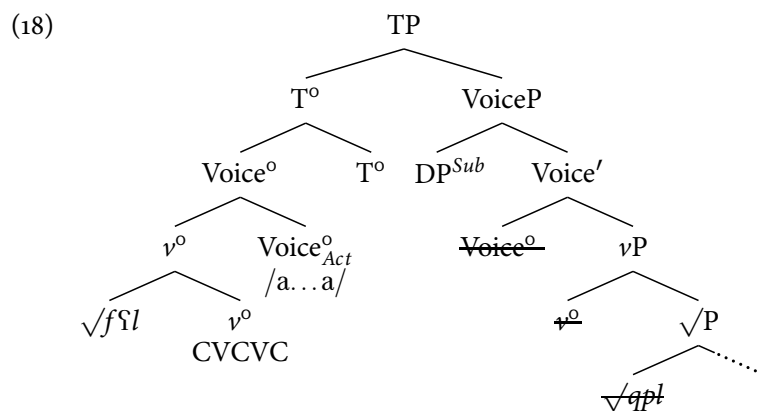 (18) TP
T° VoiceP
Voice° T° DP^Sub Voice′
v° Voice°_Act Voice° vP
/a…a/
√fʕl v° v° √P
CVCVC
√qpl